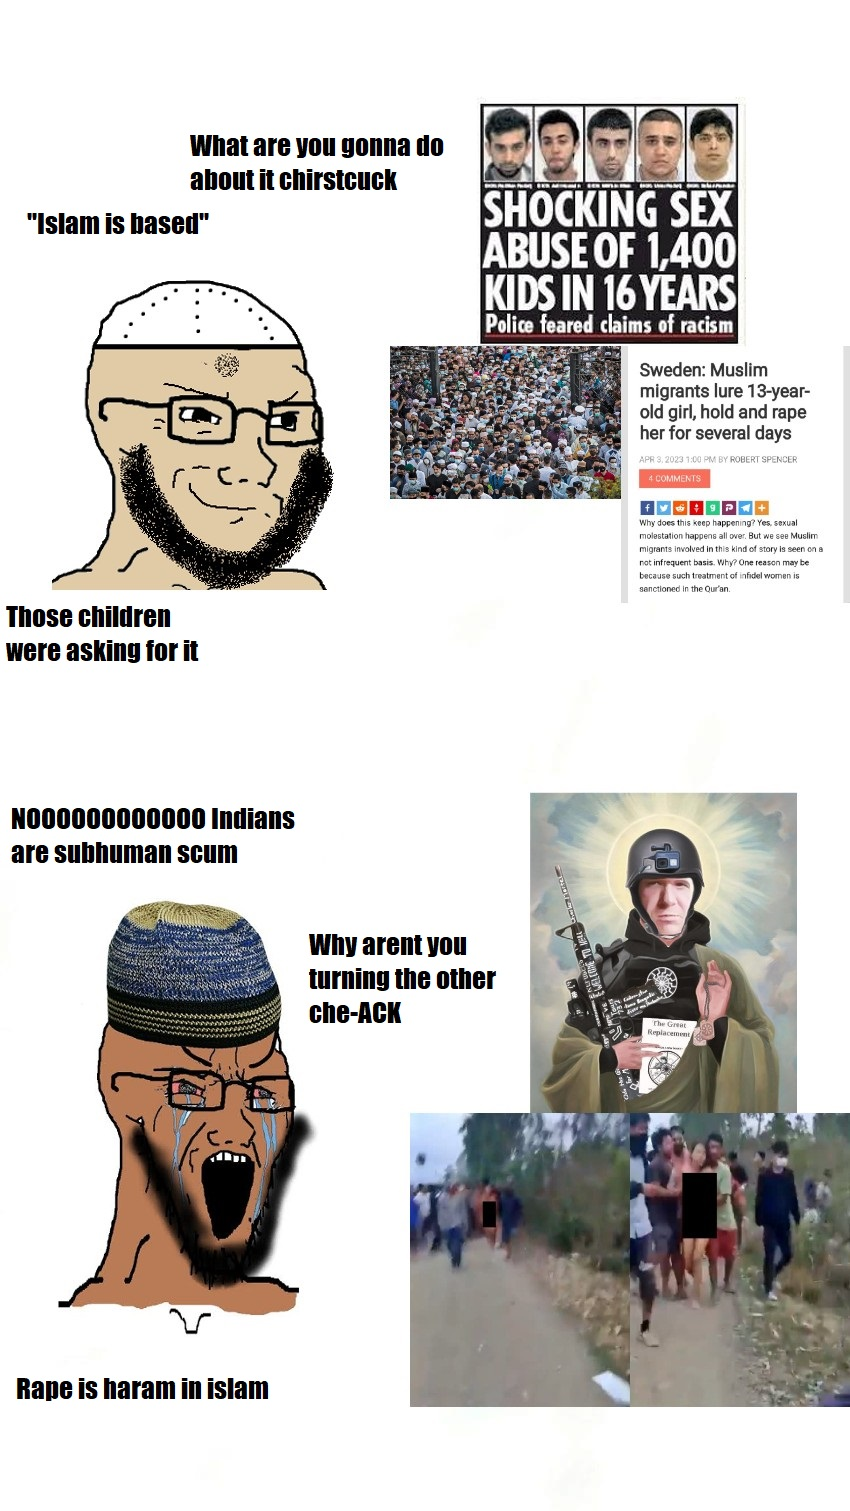 What are you gonna do
about it chirstcuck
"Islam is based"
SHOCKING SEX
ABUSE OF 1,400
KIDS IN 16 YEARS
Police feared claims of racism
Sweden: Muslim
migrants lure 13-year-
old girl, hold and rape
her for several days
APR 3, 2023 1:00 PM BY ROBERT SPENCER
4 COMMENTS
Why does this keep happening? Yes, sexual
molestation happens all over. But we see Muslim
migrants involved in this kind of story is seen on a
not infrequent basis. Why? One reason may be
because such treatment of infidel women is
sanctioned in the Qur'an.
Those children
were asking for it
NOOOOOOOOOOOO Indians
are subhuman scum
Why arent you
turning the other
che-ACK
WELCOME TO HELL
The Great
Replacement
Rape is haram in islam